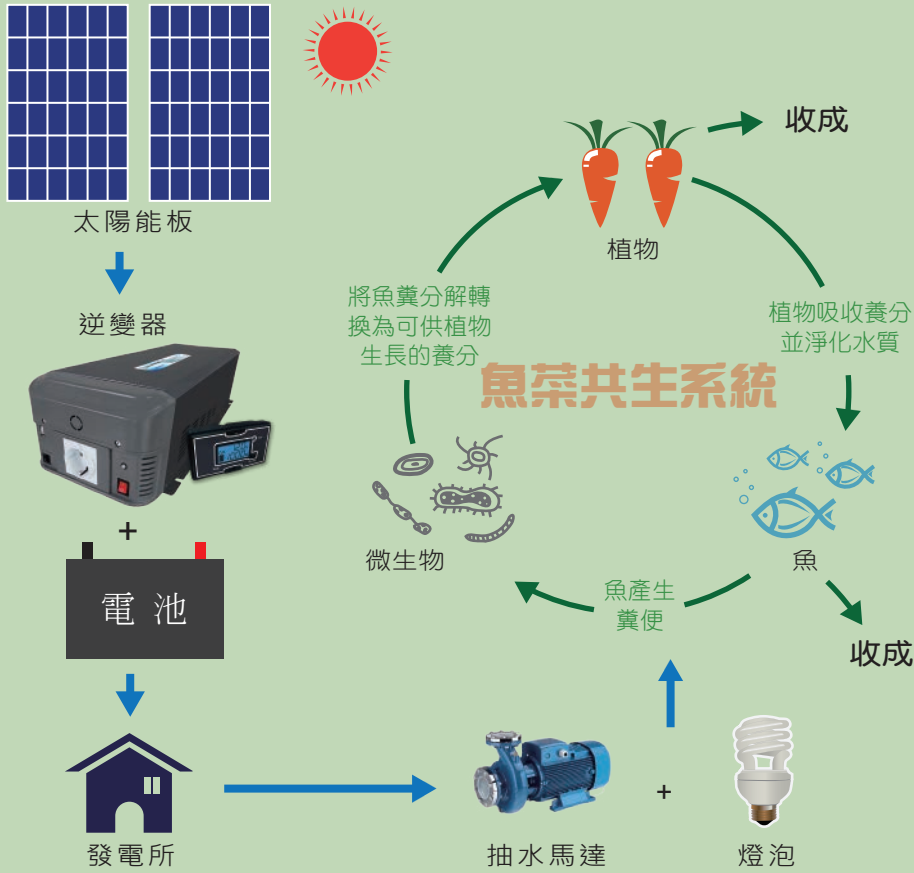 太陽能板
逆變器
+
電池
發電所
收成
植物
將魚糞分解轉
換為可供植物
生長的養分
植物吸收養分
並淨化水質
魚菜共生系統
微生物
魚
魚產生
糞便
收成
+
抽水馬達
燈泡